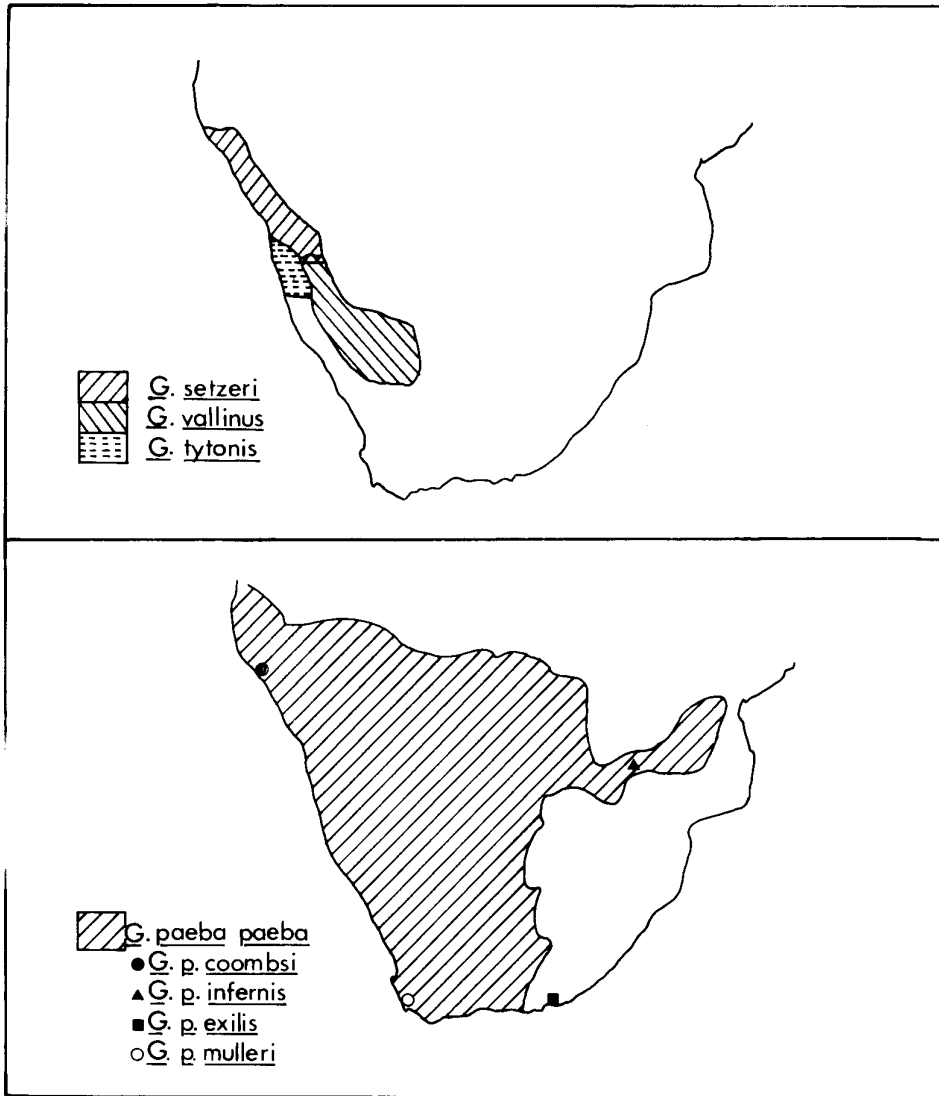 G. setzeri
G. vallinus
G. tytonis
G. paeba paeba
G. p. coombsi
G. p. infernis
G. p. exilis
G. p. mulleri